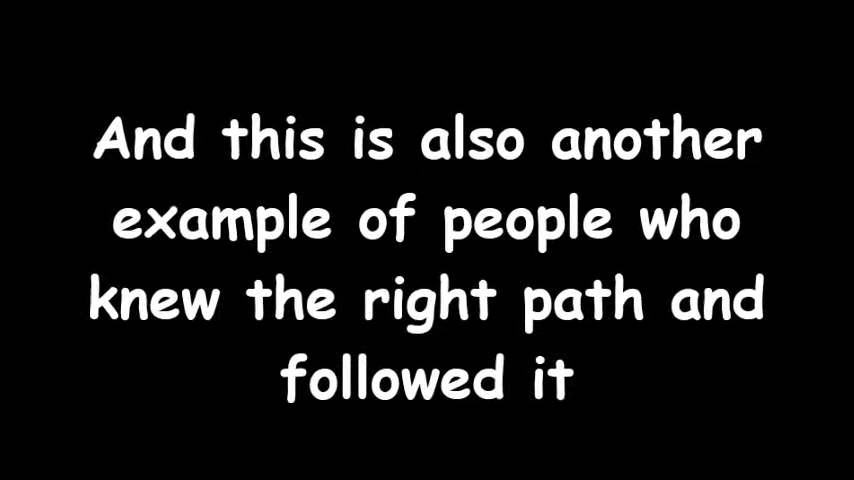 And this is also another
example of people who
knew the right path and
followed it